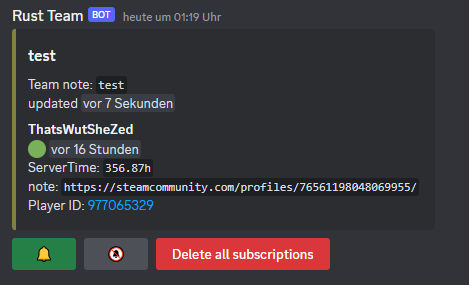 Rust Team BOT heute um 01:19 Uhr
test
Team note: test
updated vor 7 Sekunden
ThatsWutSheZed
vor 16 Stunden
ServerTime: 356.87h
note: https://steamcommunity.com/profiles/76561198048069955/
Player ID: 977065329
Delete all subscriptions